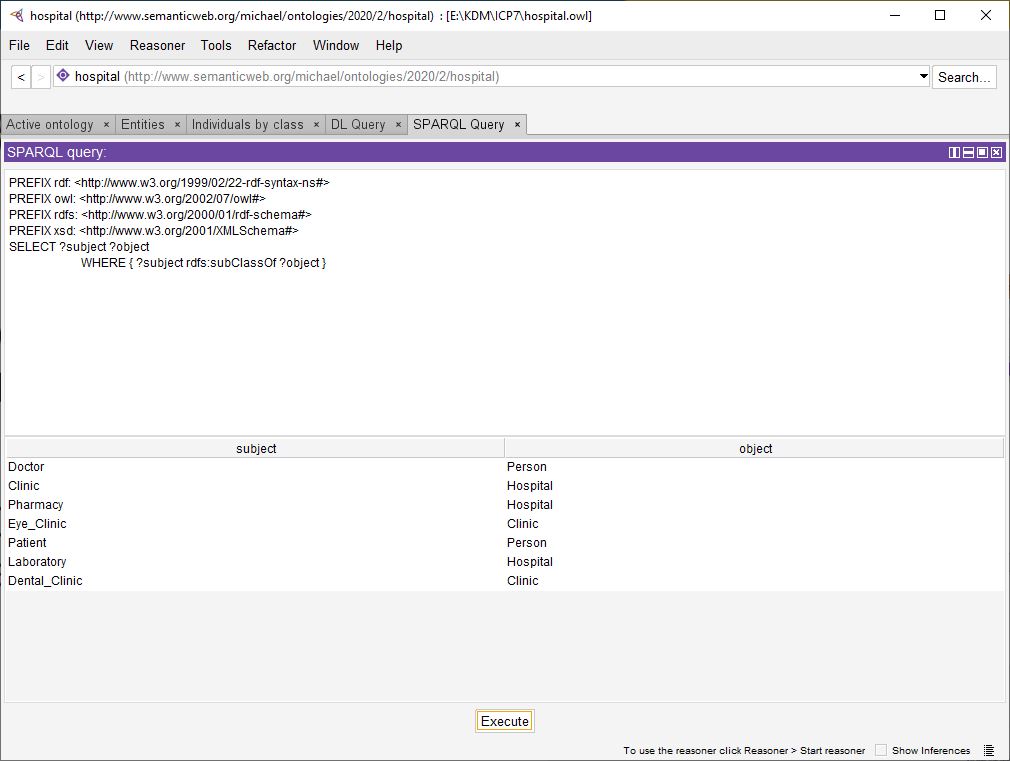 hospital (http://www.semanticweb.org/michael/ontologies/2020/2/hospital) : [E:\KDM\ICP7\hospital.owl]
File Edit View Reasoner Tools Refactor Window Help
< > hospital (http://www.semanticweb.org/michael/ontologies/2020/2/hospital) Search...
Active ontology × Entities × Individuals by class × DL Query × SPARQL Query ×
SPARQL query:
PREFIX rdf: <http://www.w3.org/1999/02/22-rdf-syntax-ns#>
PREFIX owl: <http://www.w3.org/2002/07/owl#>
PREFIX rdfs: <http://www.w3.org/2000/01/rdf-schema#>
PREFIX xsd: <http://www.w3.org/2001/XMLSchema#>
SELECT ?subject ?object
WHERE { ?subject rdfs:subClassOf ?object }
subject object
Doctor Person
Clinic Hospital
Pharmacy Hospital
Eye_Clinic Clinic
Patient Person
Laboratory Hospital
Dental_Clinic Clinic
Execute
To use the reasoner click Reasoner > Start reasoner Show Inferences